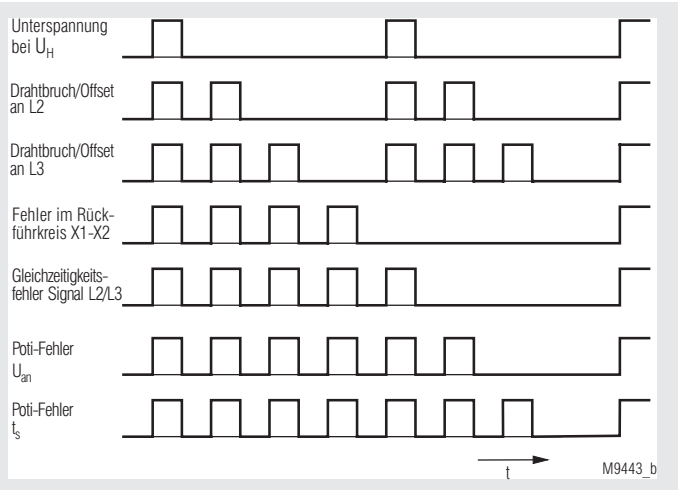 Unterspannung
bei UH
Drahtbruch/Offset
an L2
Drahtbruch/Offset
an L3
Fehler im Rück-
führkreis X1-X2
Gleichzeitigkeits-
fehler Signal L2/L3
Poti-Fehler
Uan
Poti-Fehler
ts
t
M9443_b